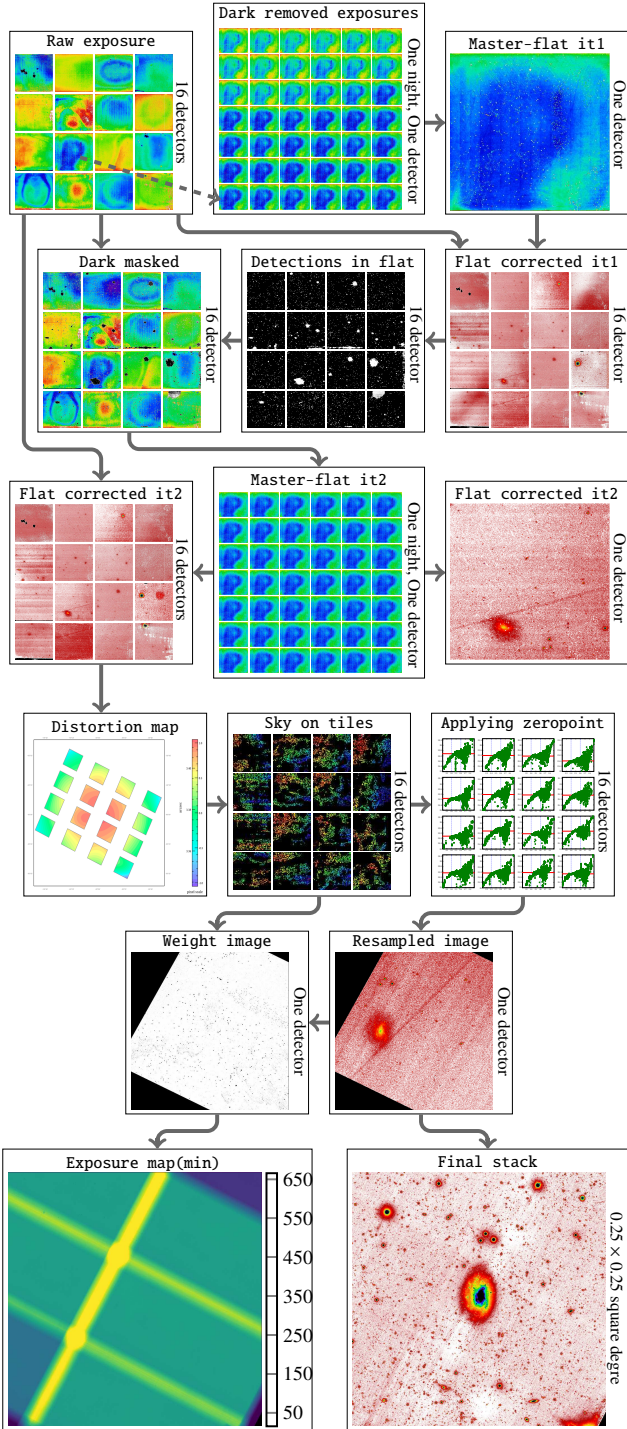 Raw exposure
16 detectors
Dark removed exposures
One night, One detector
Master-flat it1
One detector
Dark masked
16 detector
Detections in flat
16 detector
Flat corrected it1
16 detector
Flat corrected it2
16 detectors
Master-flat it2
One night, One detector
Flat corrected it2
One detector
Distortion map
pixel scale
Sky on tiles
16 detectors
Applying zeropoint
16 detectors
Weight image
One detector
Resampled image
One detector
Exposure map(min)
650
550
450
350
250
150
50
Final stack
0.25 × 0.25 square degre